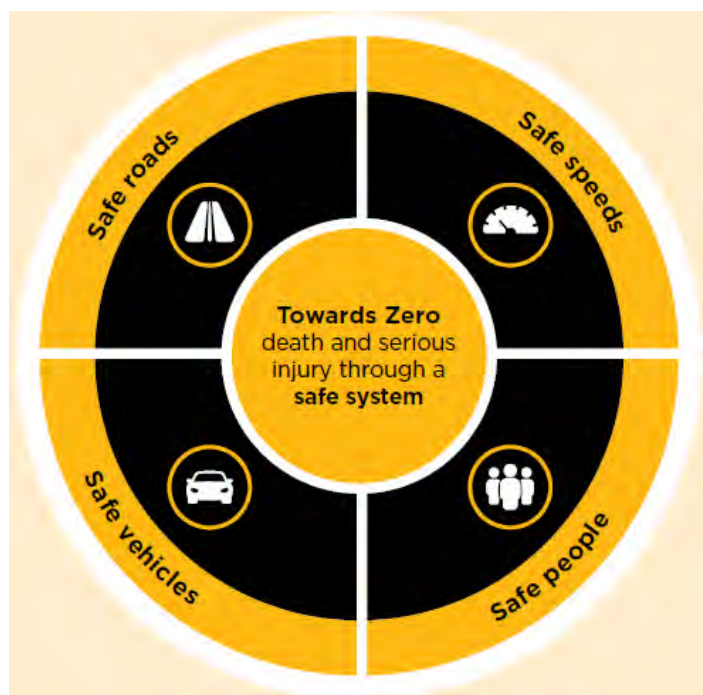 Safe roads
Safe speeds
Towards Zero
death and serious
injury through a
safe system
Safe vehicles
Safe people